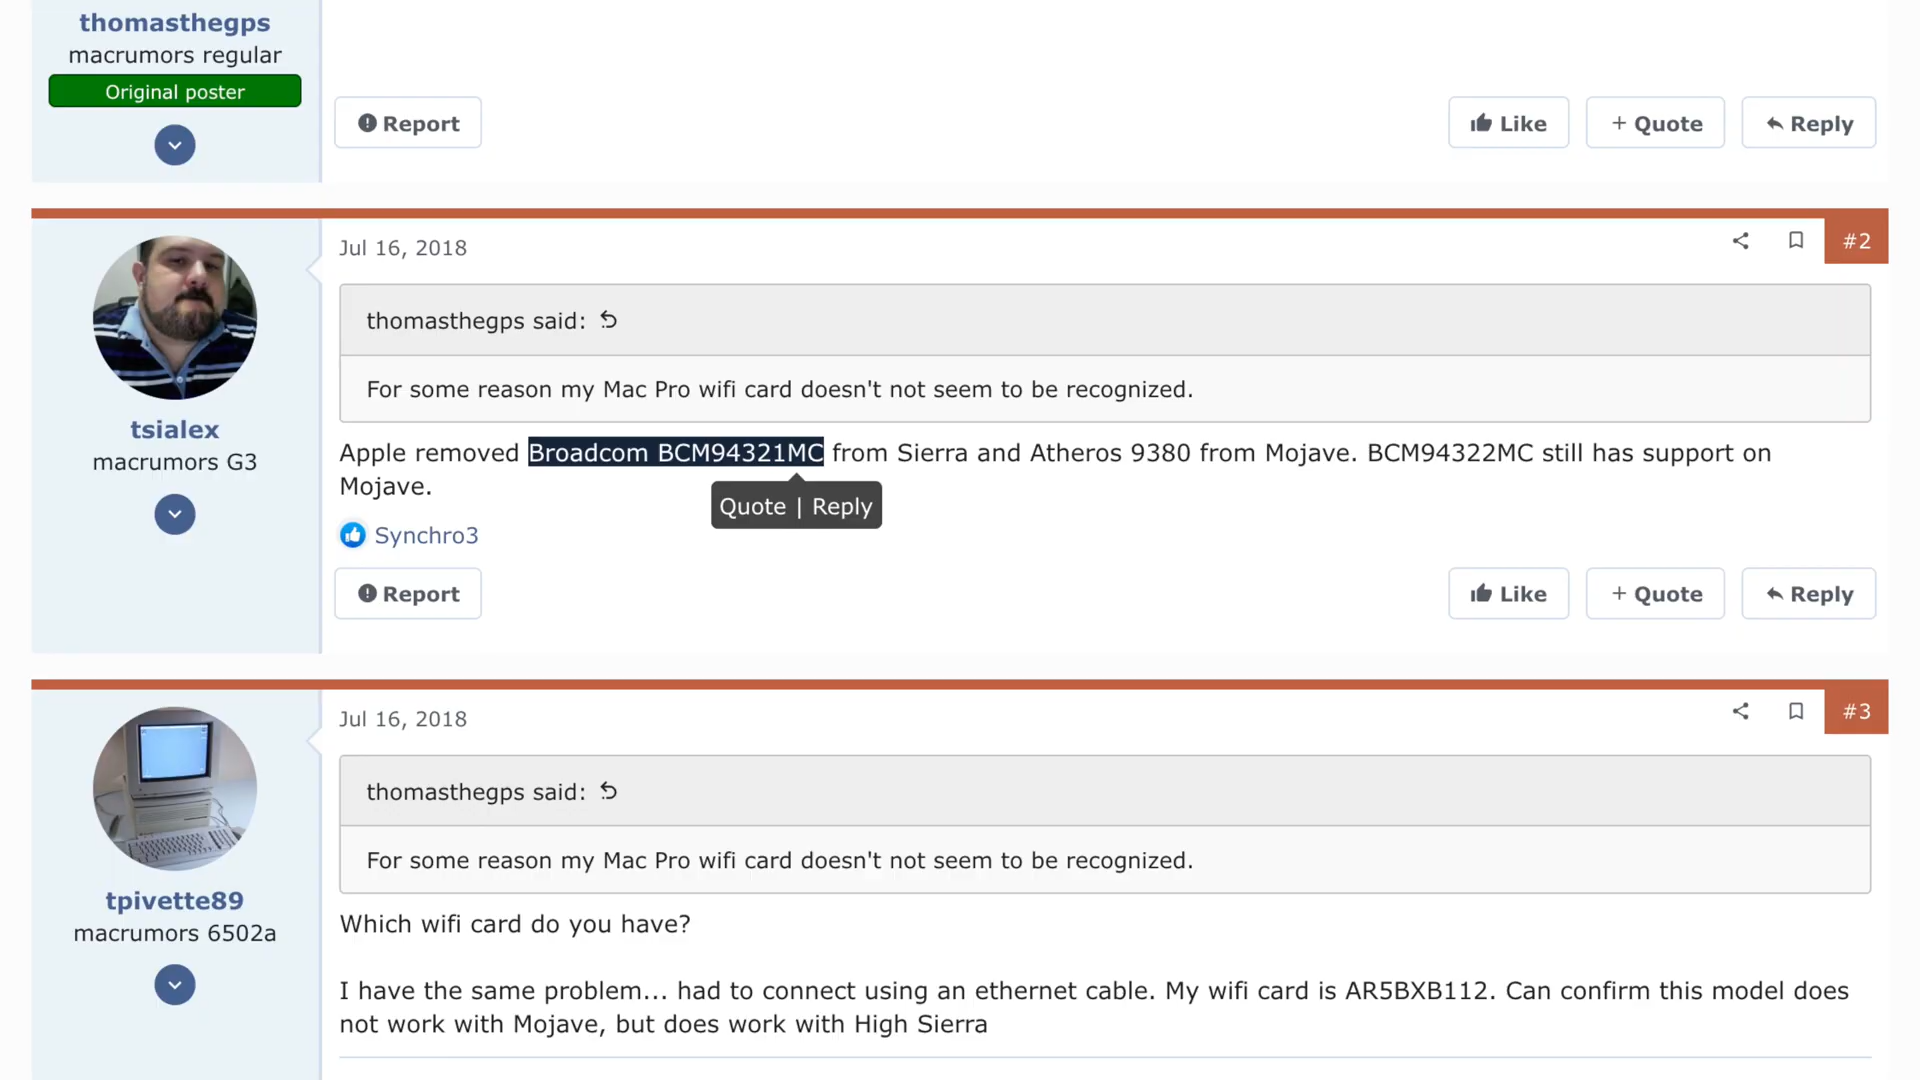 thomasthegps
macrumors regular
Original poster
Report
Like
+ Quote
Reply
Jul 16, 2018
#2
thomasthegps said:
For some reason my Mac Pro wifi card doesn't not seem to be recognized.
tsialex
macrumors G3
Apple removed Broadcom BCM94321MC from Sierra and Atheros 9380 from Mojave. BCM94322MC still has support on
Mojave.
Quote | Reply
Synchro3
Report
Like
+ Quote
Reply
Jul 16, 2018
#3
thomasthegps said:
For some reason my Mac Pro wifi card doesn't not seem to be recognized.
tpivette89
macrumors 6502a
Which wifi card do you have?
I have the same problem... had to connect using an ethernet cable. My wifi card is AR5BXB112. Can confirm this model does
not work with Mojave, but does work with High Sierra